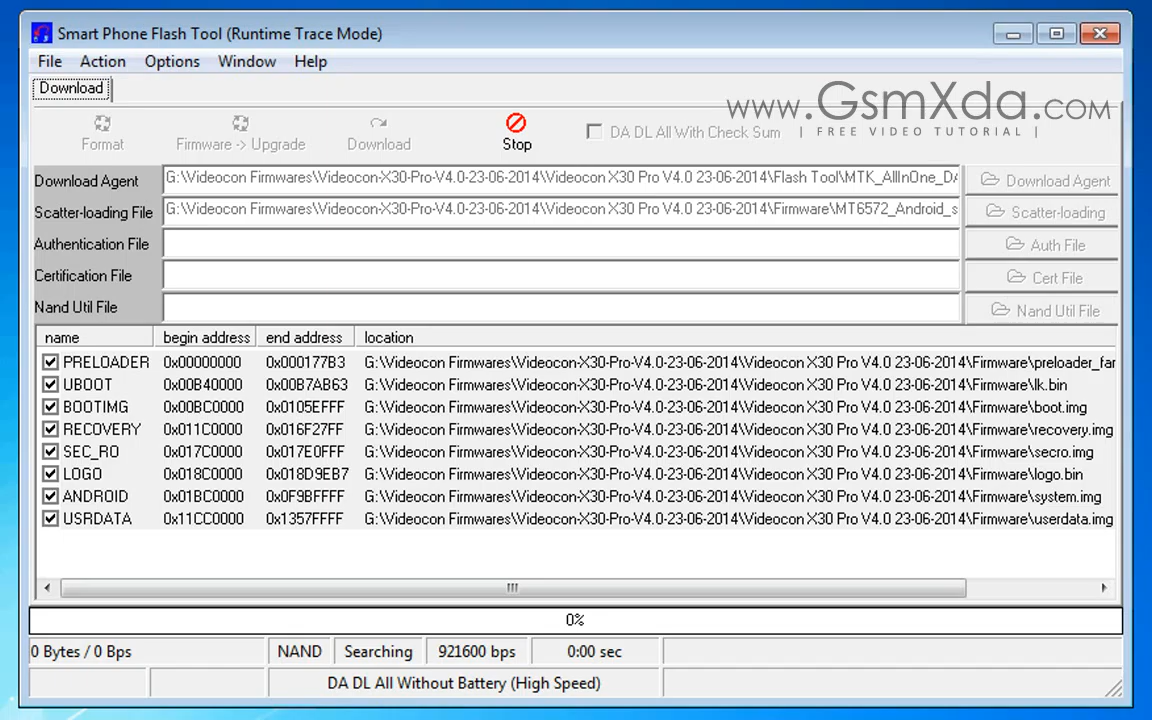 Smart Phone Flash Tool (Runtime Trace Mode)
File Action Options Window Help
Download
www.GsmXda.com
| FREE VIDEO TUTORIAL |
Format Firmware -> Upgrade Download Stop DA DL All With Check Sum
Download Agent G:\Videocon Firmwares\Videocon-X30-Pro-V4.0-23-06-2014\Videocon X30 Pro V4.0 23-06-2014\Flash Tool\MTK_AllInOne_DA Download Agent
Scatter-loading File G:\Videocon Firmwares\Videocon-X30-Pro-V4.0-23-06-2014\Videocon X30 Pro V4.0 23-06-2014\Firmware\MT6572_Android_s Scatter-loading
Authentication File Auth File
Certification File Cert File
Nand Util File Nand Util File
name begin address end address location
PRELOADER 0x00000000 0x000177B3 G:\Videocon Firmwares\Videocon-X30-Pro-V4.0-23-06-2014\Videocon X30 Pro V4.0 23-06-2014\Firmware\preloader_far
UBOOT 0x00B40000 0x00B7AB63 G:\Videocon Firmwares\Videocon-X30-Pro-V4.0-23-06-2014\Videocon X30 Pro V4.0 23-06-2014\Firmware\lk.bin
BOOTIMG 0x00BC0000 0x0105EFFF G:\Videocon Firmwares\Videocon-X30-Pro-V4.0-23-06-2014\Videocon X30 Pro V4.0 23-06-2014\Firmware\boot.img
RECOVERY 0x011C0000 0x016F27FF G:\Videocon Firmwares\Videocon-X30-Pro-V4.0-23-06-2014\Videocon X30 Pro V4.0 23-06-2014\Firmware\recovery.img
SEC_RO 0x017C0000 0x017E0FFF G:\Videocon Firmwares\Videocon-X30-Pro-V4.0-23-06-2014\Videocon X30 Pro V4.0 23-06-2014\Firmware\secro.img
LOGO 0x018C0000 0x018D9EB7 G:\Videocon Firmwares\Videocon-X30-Pro-V4.0-23-06-2014\Videocon X30 Pro V4.0 23-06-2014\Firmware\logo.bin
ANDROID 0x01BC0000 0x0F9BFFFF G:\Videocon Firmwares\Videocon-X30-Pro-V4.0-23-06-2014\Videocon X30 Pro V4.0 23-06-2014\Firmware\system.img
USRDATA 0x11CC0000 0x1357FFFF G:\Videocon Firmwares\Videocon-X30-Pro-V4.0-23-06-2014\Videocon X30 Pro V4.0 23-06-2014\Firmware\userdata.img
0%
0 Bytes / 0 Bps NAND Searching 921600 bps 0:00 sec
DA DL All Without Battery (High Speed)